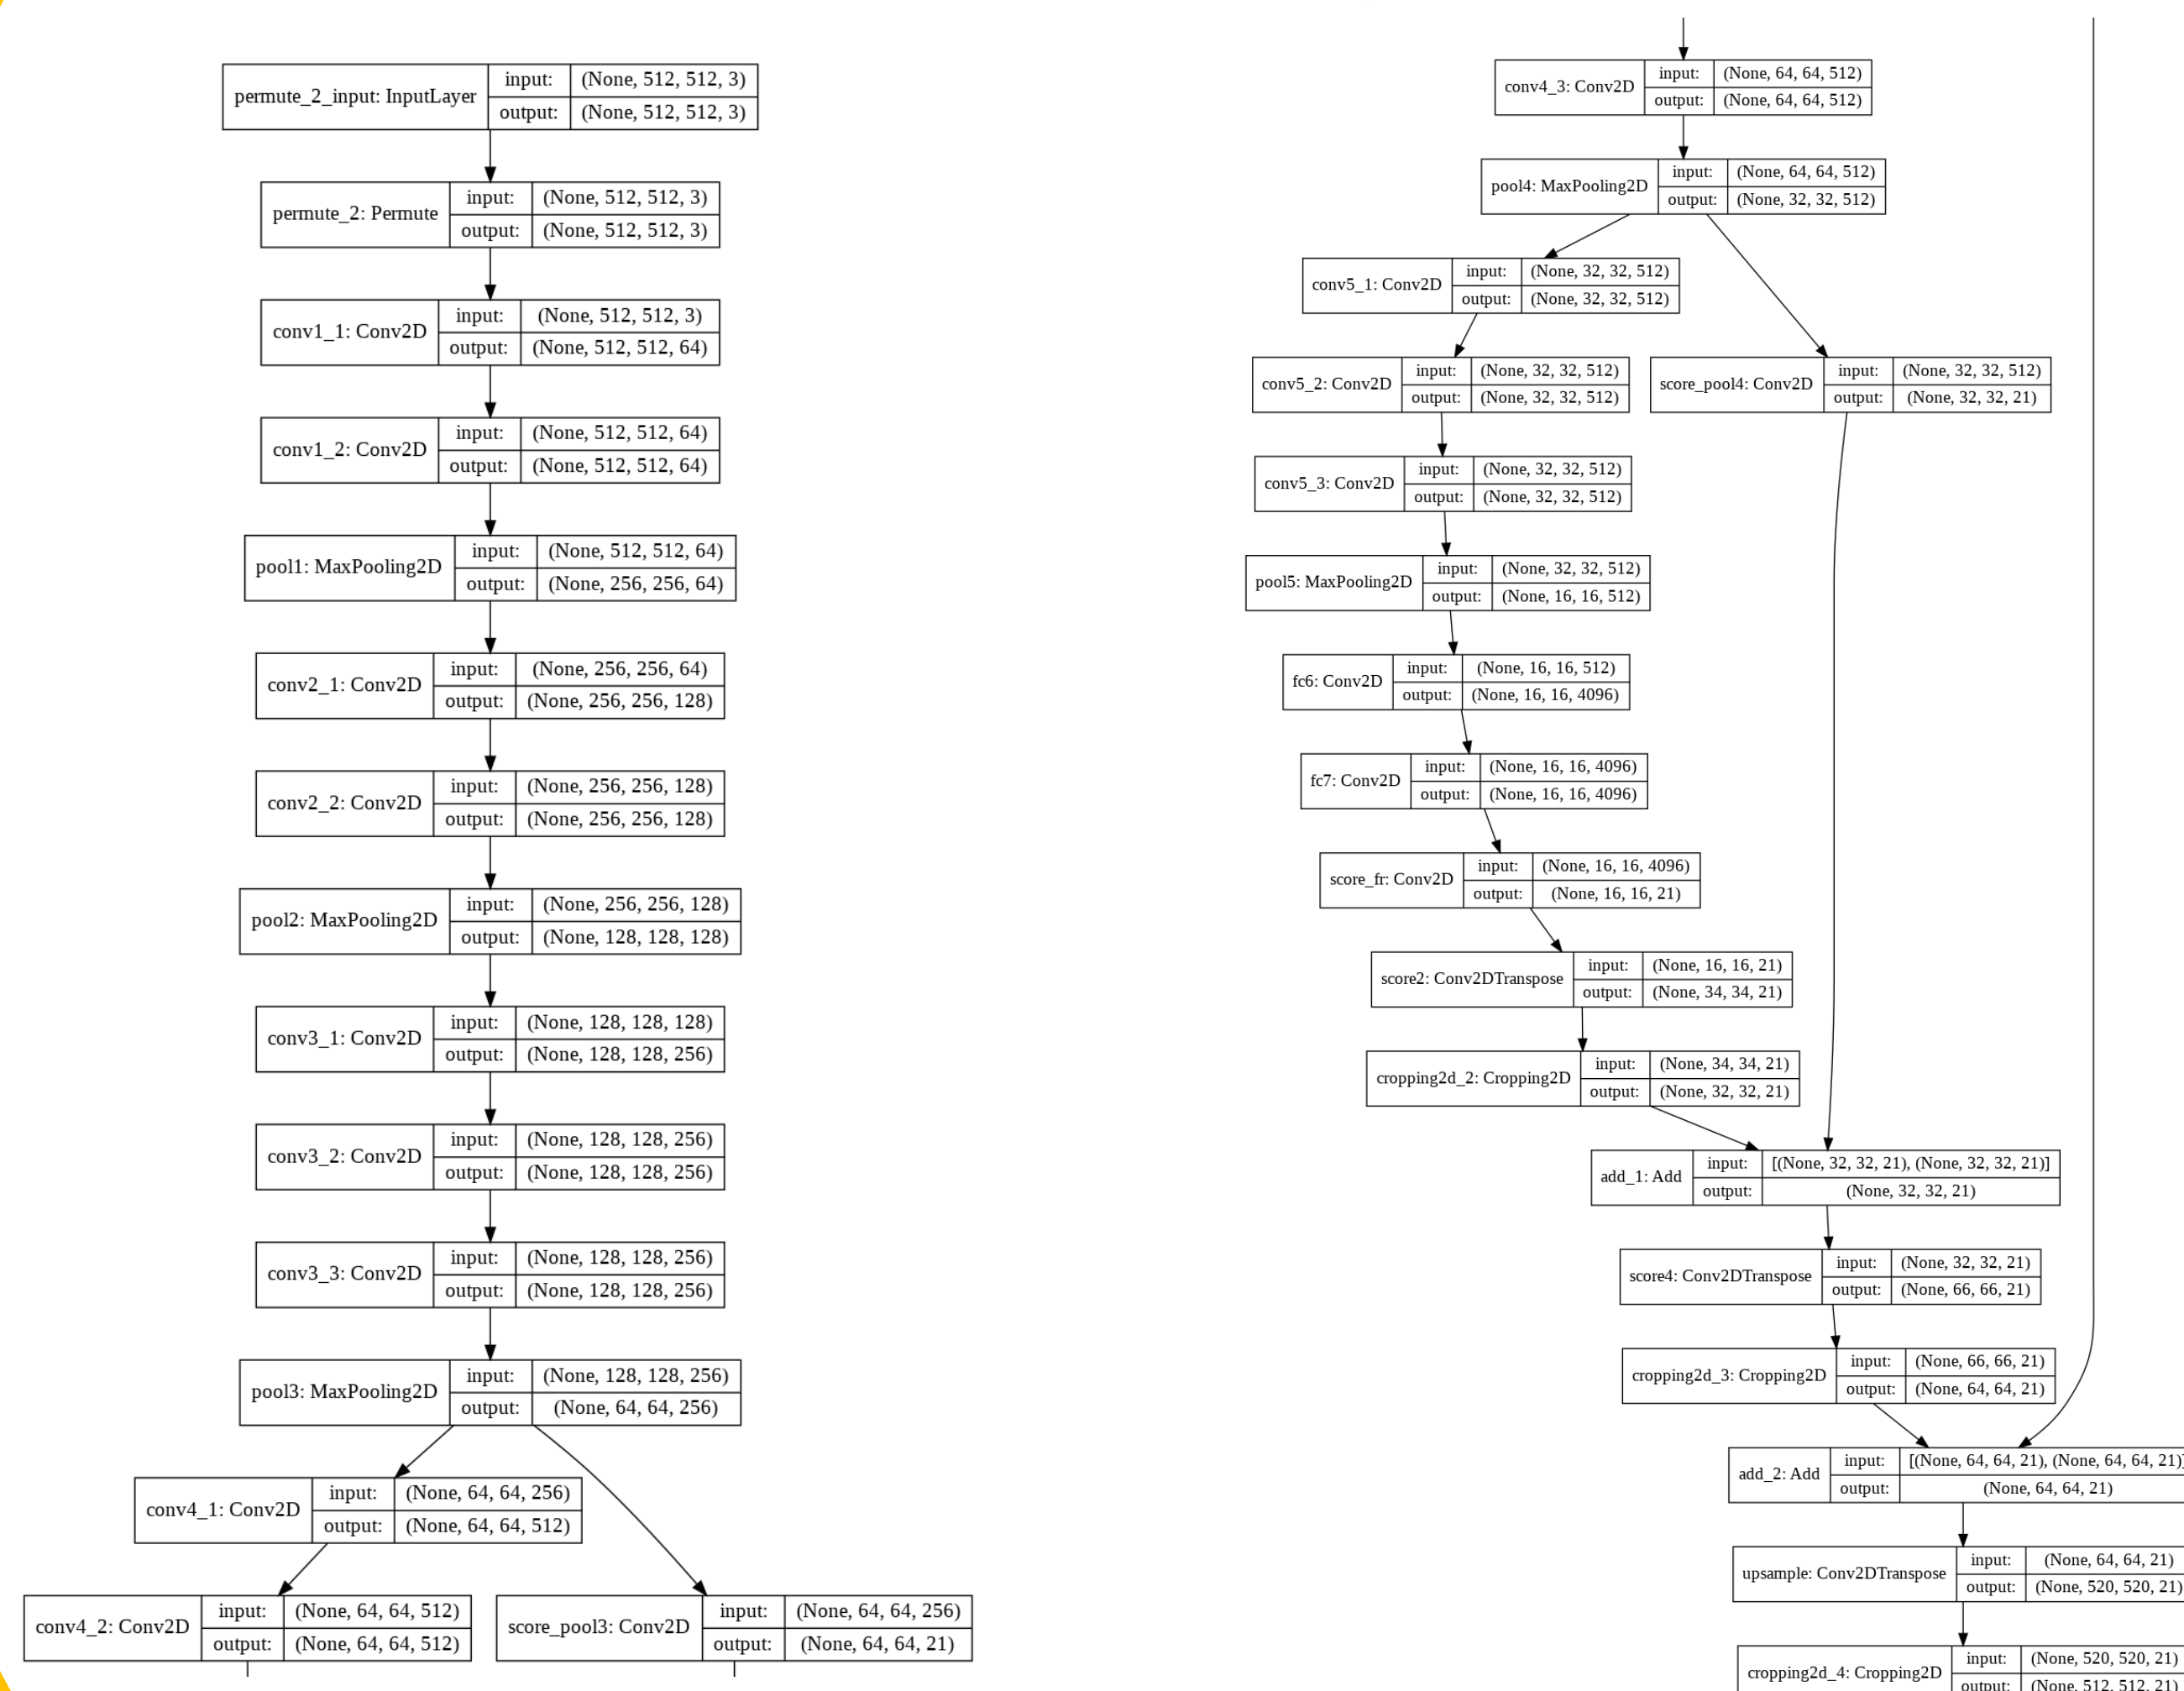 permute_2_input: InputLayer
input: (None, 512, 512, 3)
output: (None, 512, 512, 3)
permute_2: Permute
input: (None, 512, 512, 3)
output: (None, 512, 512, 3)
conv1_1: Conv2D
input: (None, 512, 512, 3)
output: (None, 512, 512, 64)
conv1_2: Conv2D
input: (None, 512, 512, 64)
output: (None, 512, 512, 64)
pool1: MaxPooling2D
input: (None, 512, 512, 64)
output: (None, 256, 256, 64)
conv2_1: Conv2D
input: (None, 256, 256, 64)
output: (None, 256, 256, 128)
conv2_2: Conv2D
input: (None, 256, 256, 128)
output: (None, 256, 256, 128)
pool2: MaxPooling2D
input: (None, 256, 256, 128)
output: (None, 128, 128, 128)
conv3_1: Conv2D
input: (None, 128, 128, 128)
output: (None, 128, 128, 256)
conv3_2: Conv2D
input: (None, 128, 128, 256)
output: (None, 128, 128, 256)
conv3_3: Conv2D
input: (None, 128, 128, 256)
output: (None, 128, 128, 256)
pool3: MaxPooling2D
input: (None, 128, 128, 256)
output: (None, 64, 64, 256)
conv4_1: Conv2D
input: (None, 64, 64, 256)
output: (None, 64, 64, 512)
conv4_2: Conv2D
input: (None, 64, 64, 512)
output: (None, 64, 64, 512)
score_pool3: Conv2D
input: (None, 64, 64, 256)
output: (None, 64, 64, 21)
conv4_3: Conv2D
input: (None, 64, 64, 512)
output: (None, 64, 64, 512)
pool4: MaxPooling2D
input: (None, 64, 64, 512)
output: (None, 32, 32, 512)
conv5_1: Conv2D
input: (None, 32, 32, 512)
output: (None, 32, 32, 512)
conv5_2: Conv2D
input: (None, 32, 32, 512)
output: (None, 32, 32, 512)
score_pool4: Conv2D
input: (None, 32, 32, 512)
output: (None, 32, 32, 21)
conv5_3: Conv2D
input: (None, 32, 32, 512)
output: (None, 32, 32, 512)
pool5: MaxPooling2D
input: (None, 32, 32, 512)
output: (None, 16, 16, 512)
fc6: Conv2D
input: (None, 16, 16, 512)
output: (None, 16, 16, 4096)
fc7: Conv2D
input: (None, 16, 16, 4096)
output: (None, 16, 16, 4096)
score_fr: Conv2D
input: (None, 16, 16, 4096)
output: (None, 16, 16, 21)
score2: Conv2DTranspose
input: (None, 16, 16, 21)
output: (None, 34, 34, 21)
cropping2d_2: Cropping2D
input: (None, 34, 34, 21)
output: (None, 32, 32, 21)
add_1: Add
input: [(None, 32, 32, 21), (None, 32, 32, 21)]
output: (None, 32, 32, 21)
score4: Conv2DTranspose
input: (None, 32, 32, 21)
output: (None, 66, 66, 21)
cropping2d_3: Cropping2D
input: (None, 66, 66, 21)
output: (None, 64, 64, 21)
add_2: Add
input: [(None, 64, 64, 21), (None, 64, 64, 21)]
output: (None, 64, 64, 21)
upsample: Conv2DTranspose
input: (None, 64, 64, 21)
output: (None, 520, 520, 21)
cropping2d_4: Cropping2D
input: (None, 520, 520, 21)
output: (None, 512, 512, 21)